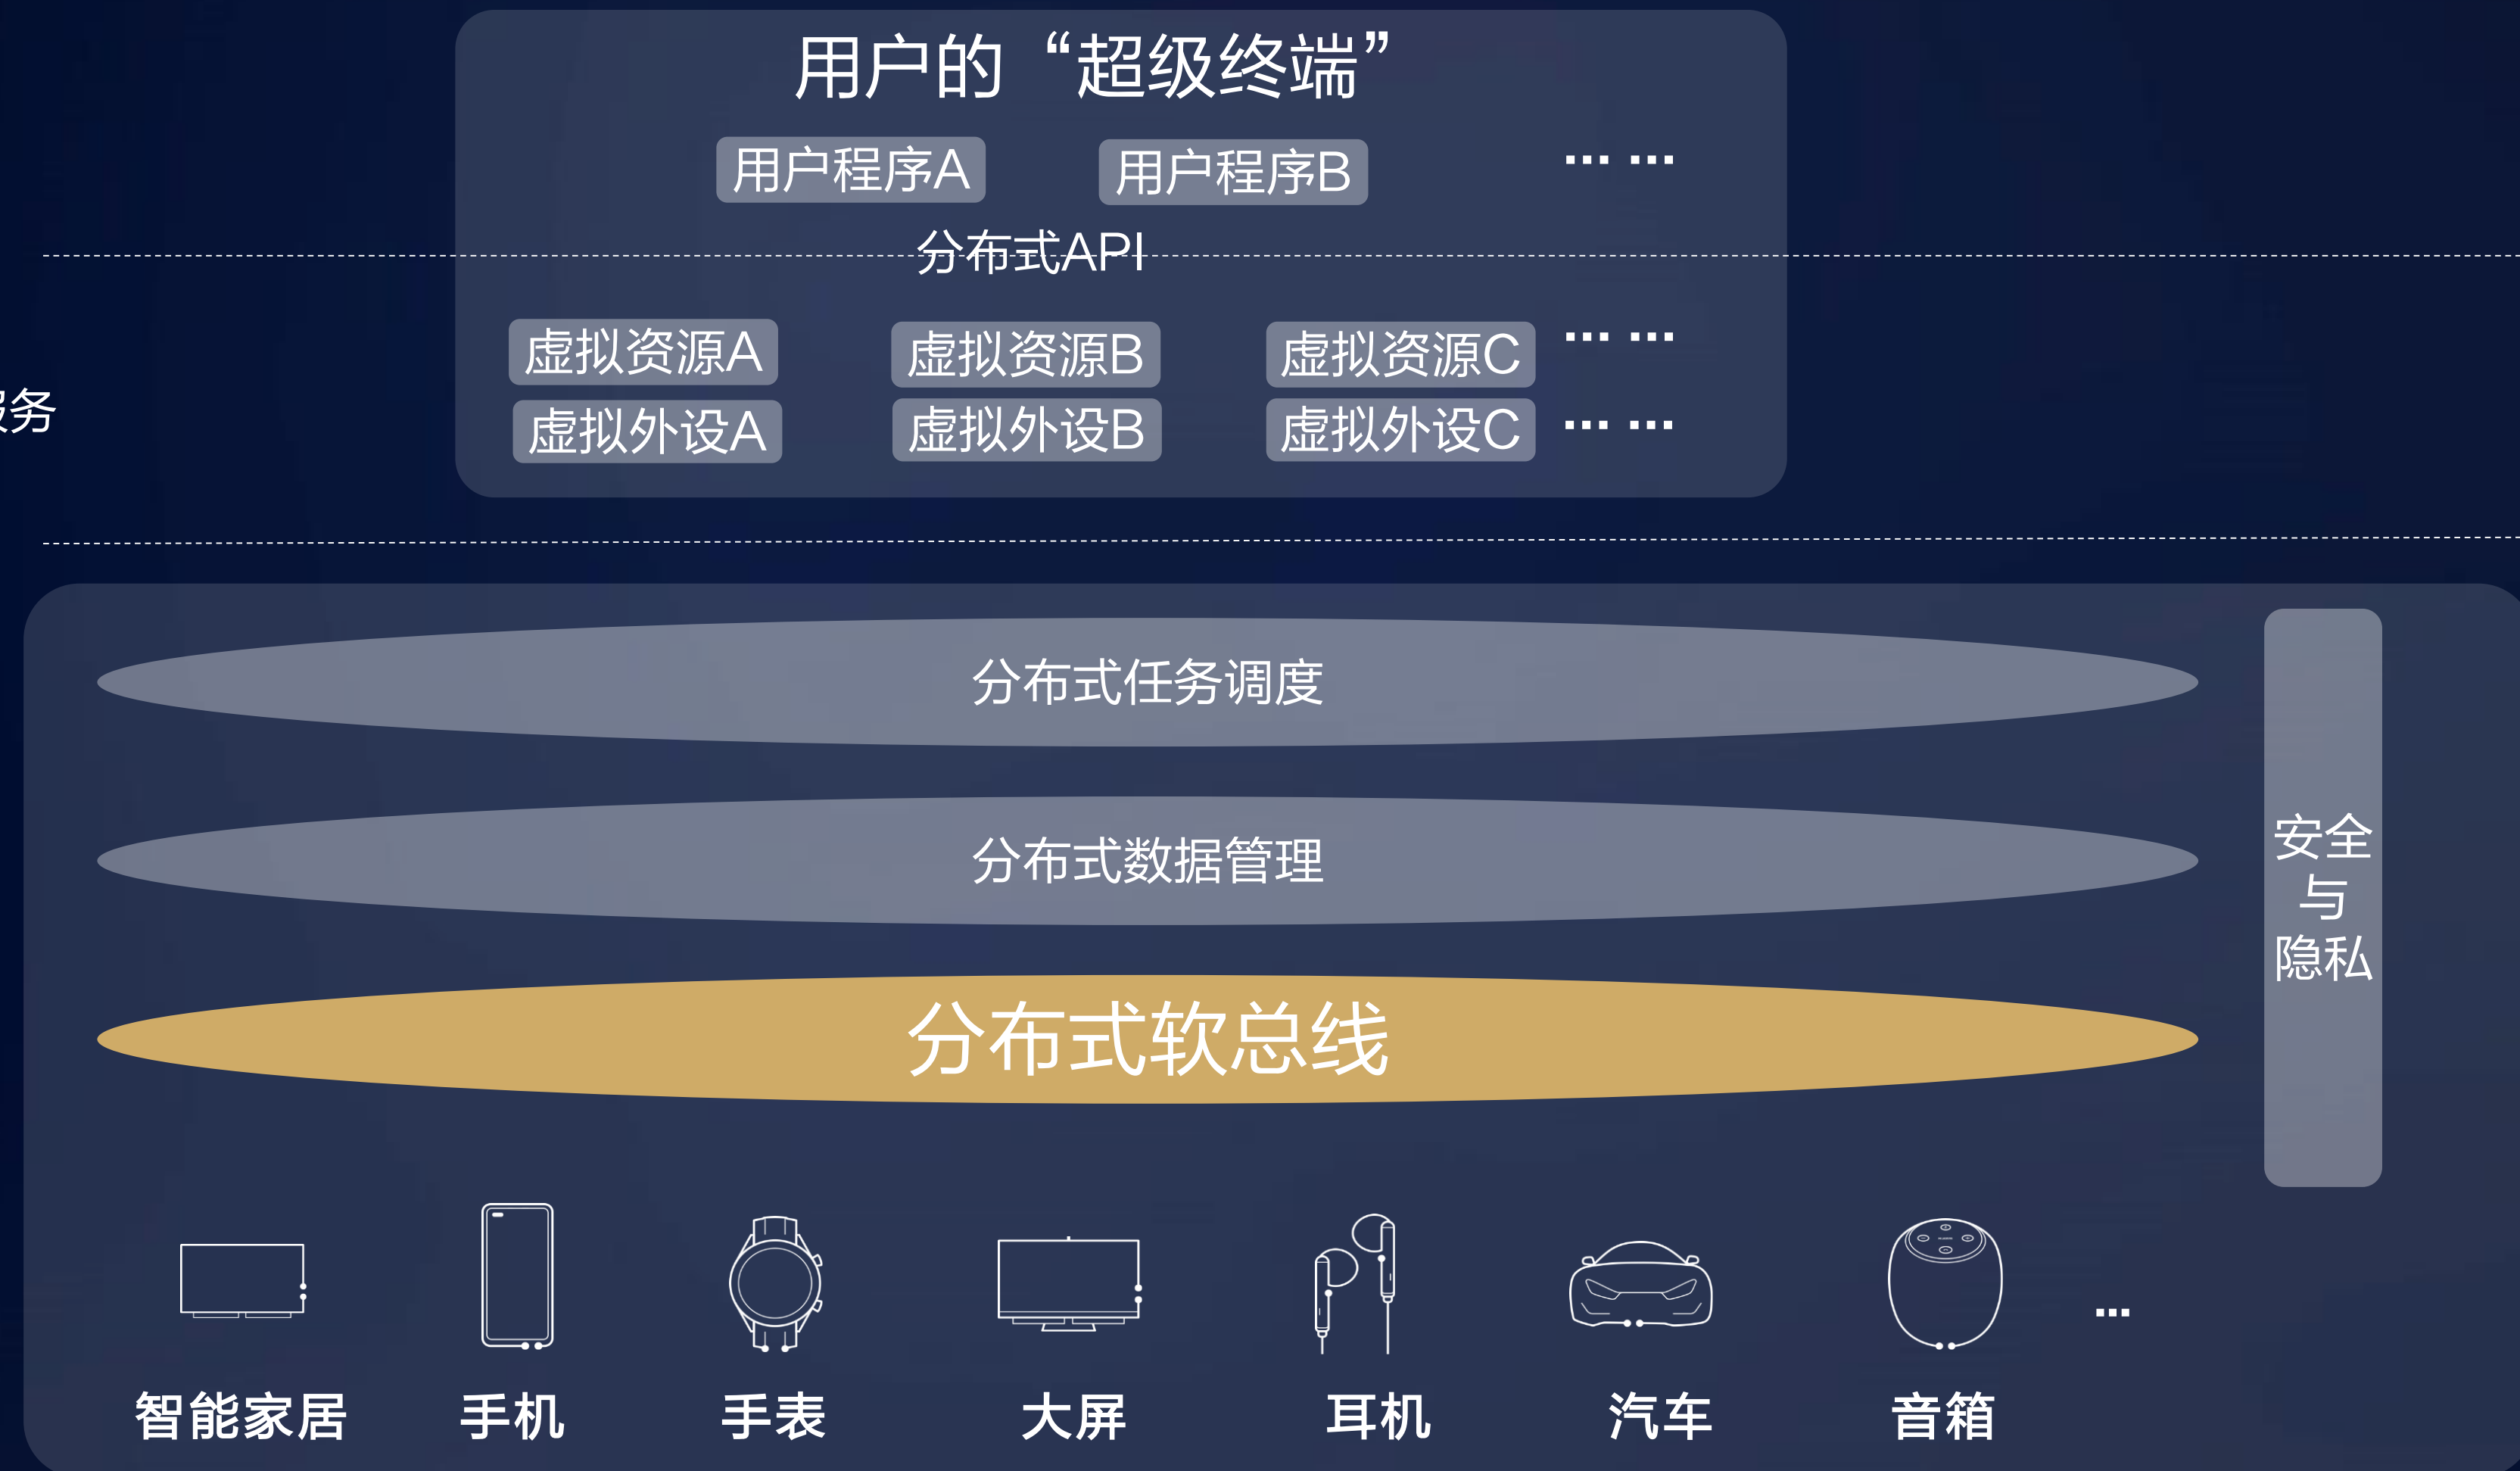 用户的“超级终端”
用户程序A 用户程序B ... ...
分布式API
虚拟资源A 虚拟资源B 虚拟资源C ... ...
务
虚拟外设A 虚拟外设B 虚拟外设C ... ...
分布式任务调度
分布式数据管理
安全
与
隐私
分布式软总线
...
智能家居 手机 手表 大屏 耳机 汽车 音箱